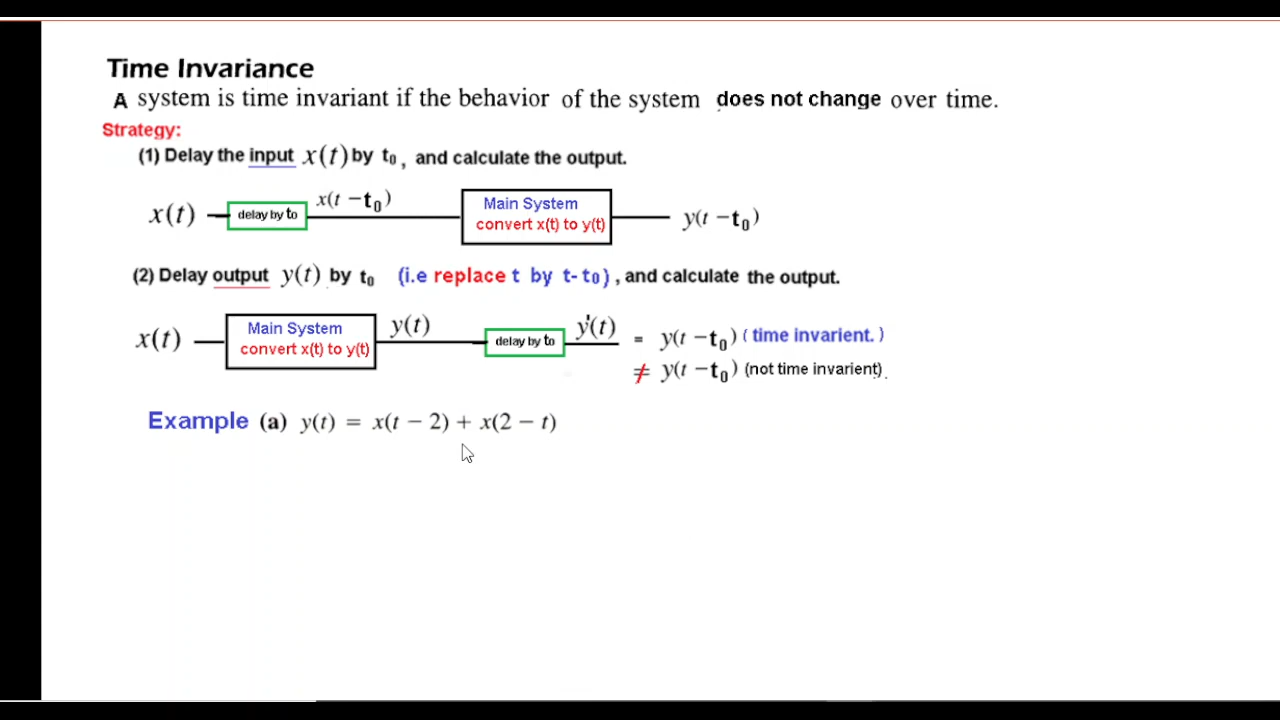 Time Invariance
A system is time invariant if the behavior of the system does not change over time.
Strategy:
(1) Delay the input x(t) by t₀, and calculate the output.
x(t) delay by to x(t − t₀) Main System convert x(t) to y(t) y(t − t₀)
(2) Delay output y(t) by t₀ (i.e replace t by t- t₀), and calculate the output.
x(t) Main System convert x(t) to y(t) y(t) delay by to y'(t) = y(t − t₀) ( time invarient. )
≠ y(t − t₀) (not time invarient).
Example (a) y(t) = x(t − 2) + x(2 − t)